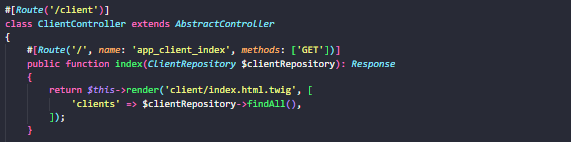 #[Route('/client')]
class ClientController extends AbstractController
{
    #[Route('/', name: 'app_client_index', methods: ['GET'])]
    public function index(ClientRepository $clientRepository): Response
    {
        return $this->render('client/index.html.twig', [
            'clients' => $clientRepository->findAll(),
        ]);
    }